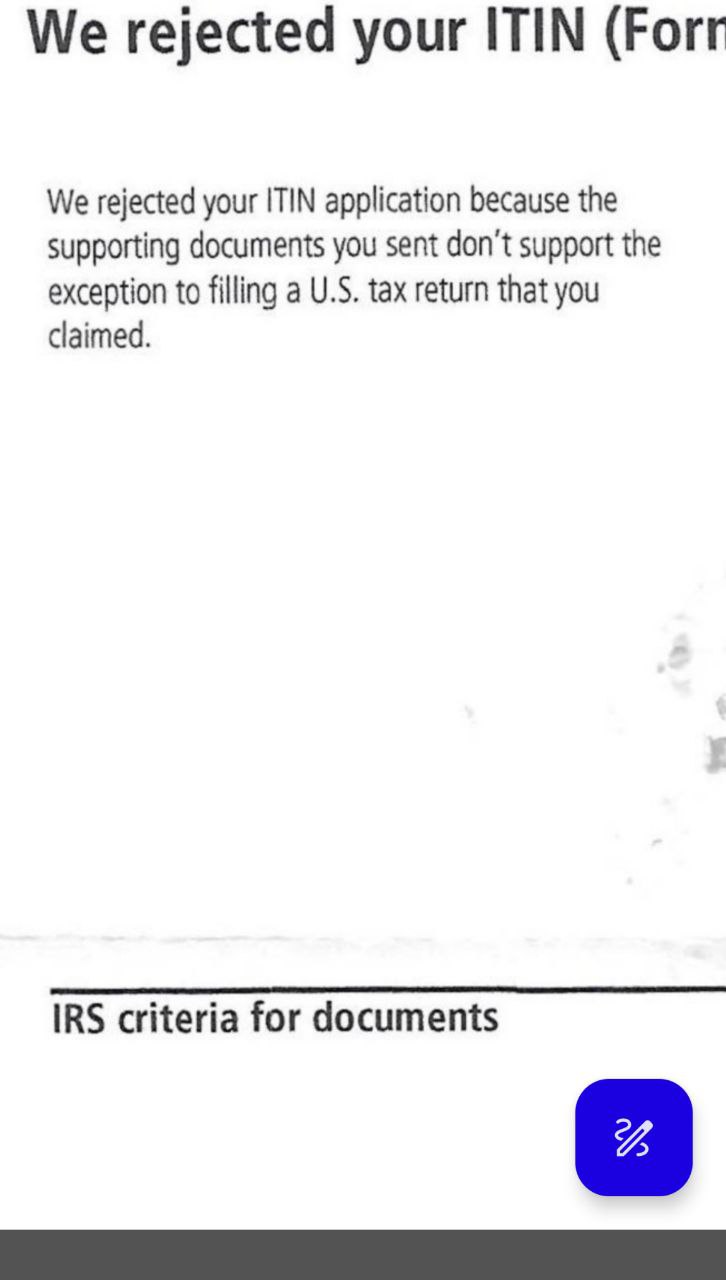 We rejected your ITIN (Form
We rejected your ITIN application because the
supporting documents you sent don't support the
exception to filling a U.S. tax return that you
claimed.
IRS criteria for documents